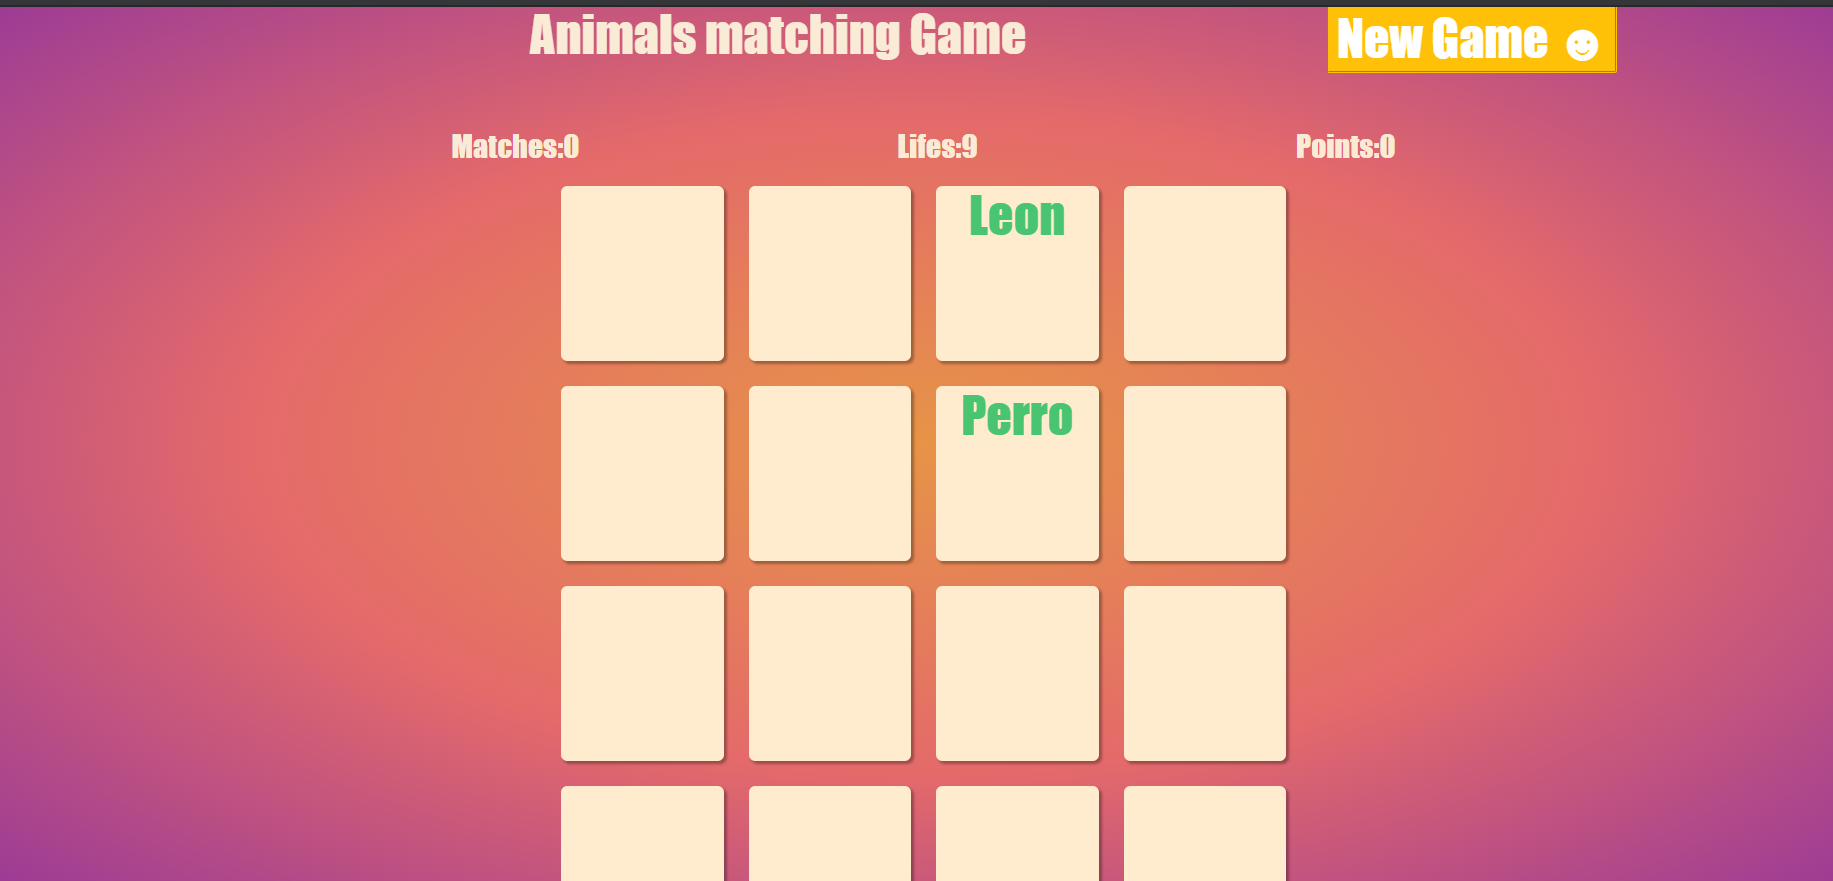 Animals matching Game
New Game ☻
Matches:0
Lifes:9
Points:0
Leon
Perro